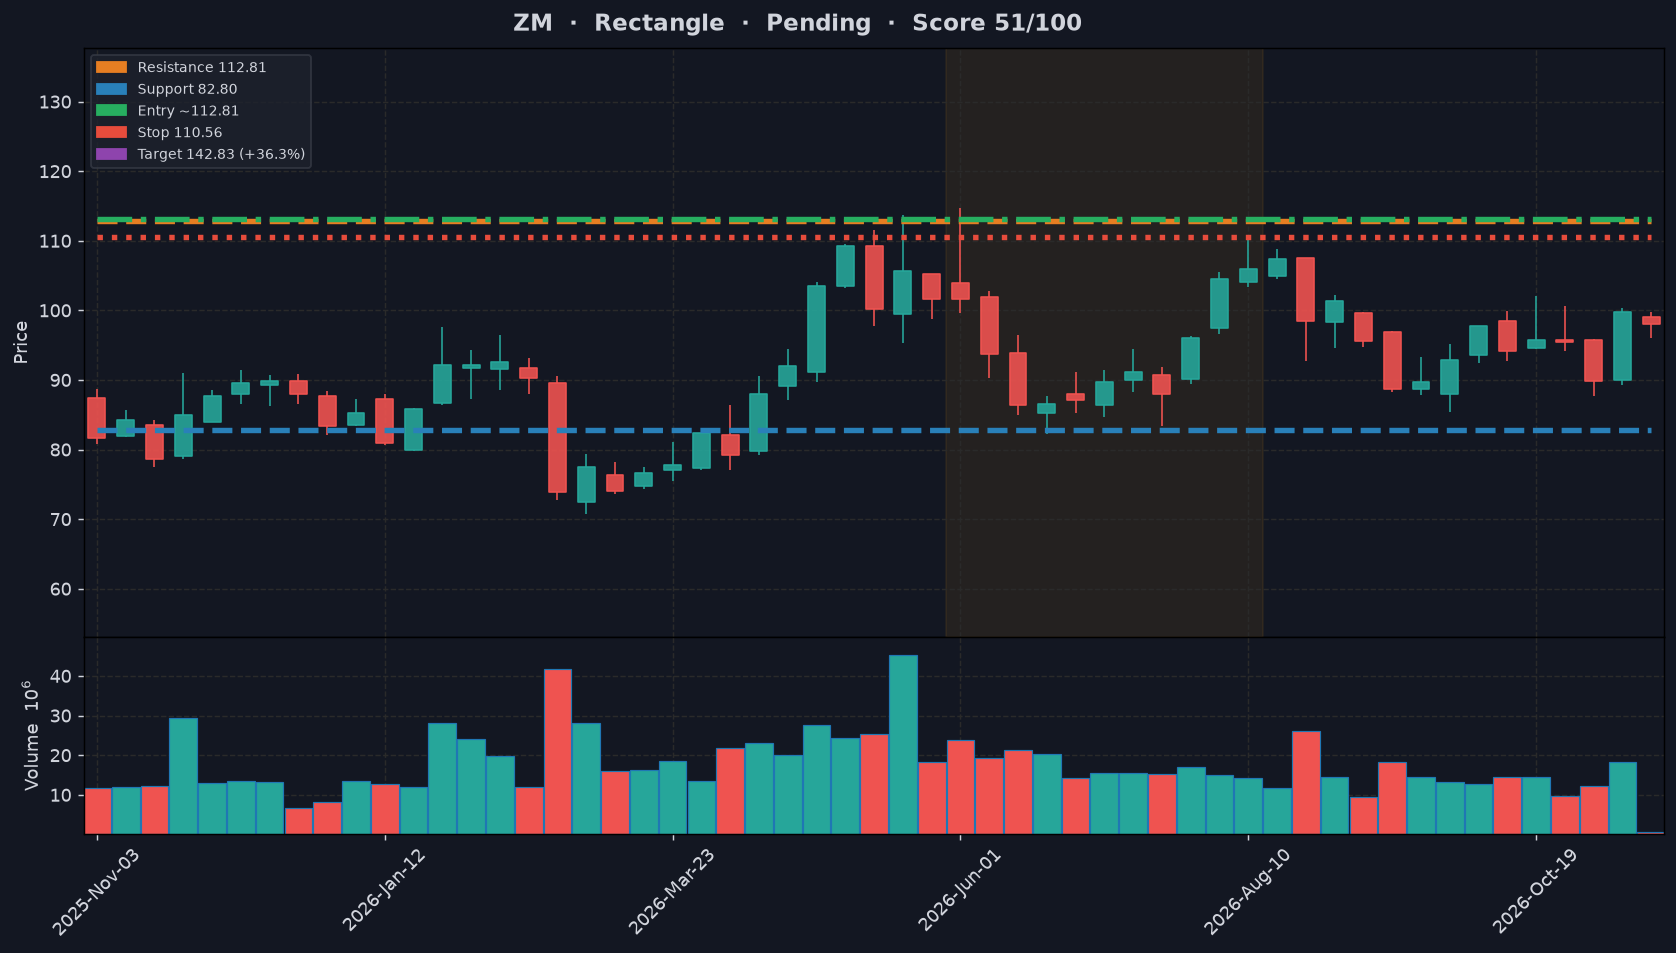 ZM · Rectangle · Pending · Score 51/100
Resistance 112.81
Support 82.80
Entry ~112.81
Stop 110.56
Target 142.83 (+36.3%)
Price
130
120
110
100
90
80
70
60
Volume 10⁶
40
30
20
10
2025-Nov-03
2026-Jan-12
2026-Mar-23
2026-Jun-01
2026-Aug-10
2026-Oct-19